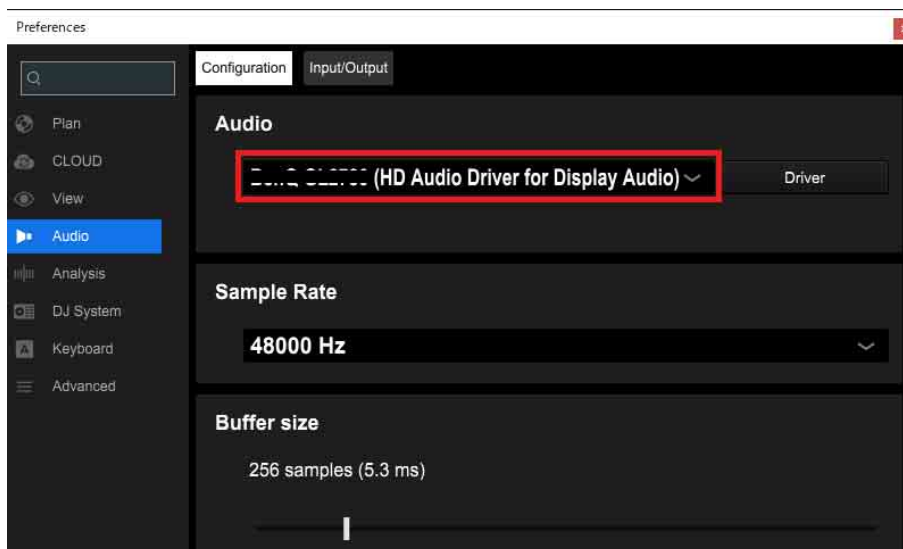 Preferences
Configuration Input/Output
Plan
CLOUD
View
Audio
Analysis
DJ System
Keyboard
Advanced
Audio
(HD Audio Driver for Display Audio) Driver
Sample Rate
48000 Hz
Buffer size
256 samples (5.3 ms)